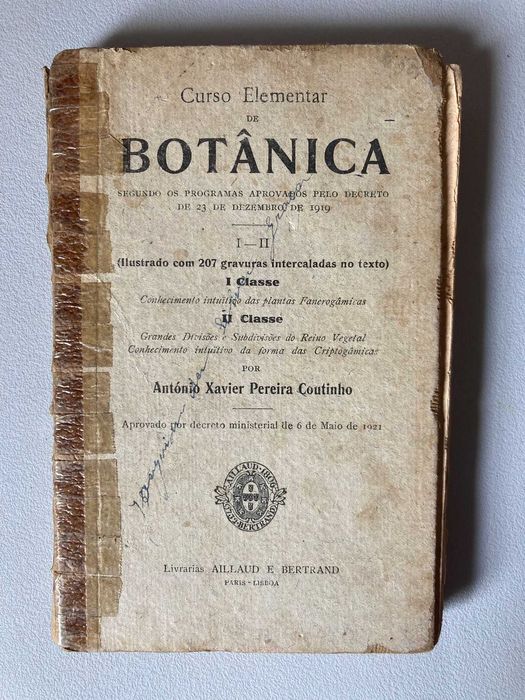 Curso Elementar
DE
BOTÂNICA
SEGUNDO OS PROGRAMAS APROVADOS PELO DECRETO
DE 23 DE DEZEMBRO DE 1919
I—II
(Ilustrado com 207 gravuras intercaladas no texto)
I Classe
Conhecimento intuitivo das plantas Fanerogâmicas
II Classe
Grandes Divisões e Subdivisões do Reino Vegetal
Conhecimento intuitivo da forma das Criptogâmicas
POR
António Xavier Pereira Coutinho
Aprovado por decreto ministerial de 6 de Maio de 1921
AILLAUD·1806
BERTRAND
Livrarias AILLAUD E BERTRAND
PARIS - LISBOA